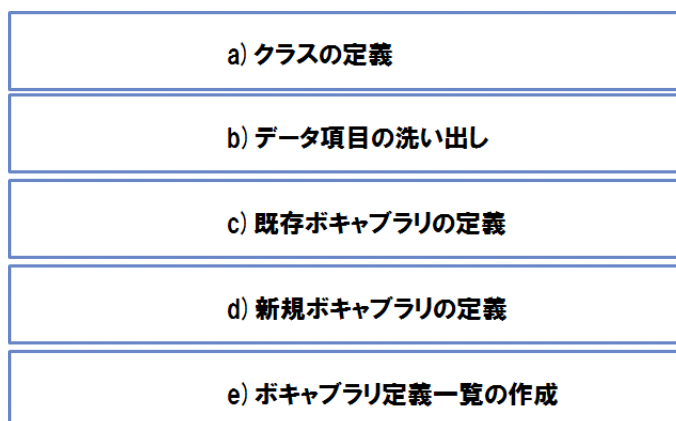 a) クラスの定義
b) データ項目の洗い出し
c) 既存ボキャブラリの定義
d) 新規ボキャブラリの定義
e) ボキャブラリ定義一覧の作成